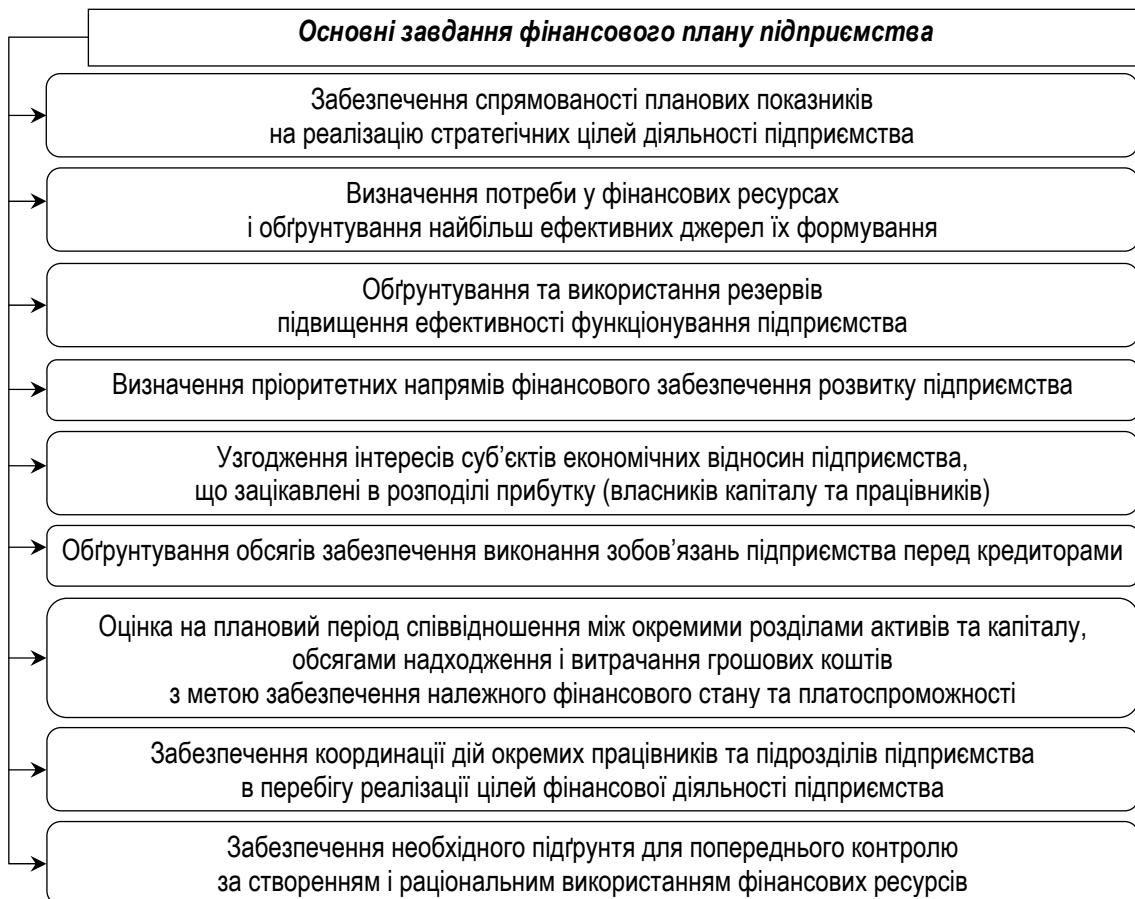 Основні завдання фінансового плану підприємства
Забезпечення спрямованості планових показників
на реалізацію стратегічних цілей діяльності підприємства
Визначення потреби у фінансових ресурсах
і обґрунтування найбільш ефективних джерел їх формування
Обґрунтування та використання резервів
підвищення ефективності функціонування підприємства
Визначення пріоритетних напрямів фінансового забезпечення розвитку підприємства
Узгодження інтересів суб’єктів економічних відносин підприємства,
що зацікавлені в розподілі прибутку (власників капіталу та працівників)
Обґрунтування обсягів забезпечення виконання зобов’язань підприємства перед кредиторами
Оцінка на плановий період співвідношення між окремими розділами активів та капіталу,
обсягами надходження і витрачання грошових коштів
з метою забезпечення належного фінансового стану та платоспроможності
Забезпечення координації дій окремих працівників та підрозділів підприємства
в перебігу реалізації цілей фінансової діяльності підприємства
Забезпечення необхідного підґрунтя для попереднього контролю
за створенням і раціональним використанням фінансових ресурсів